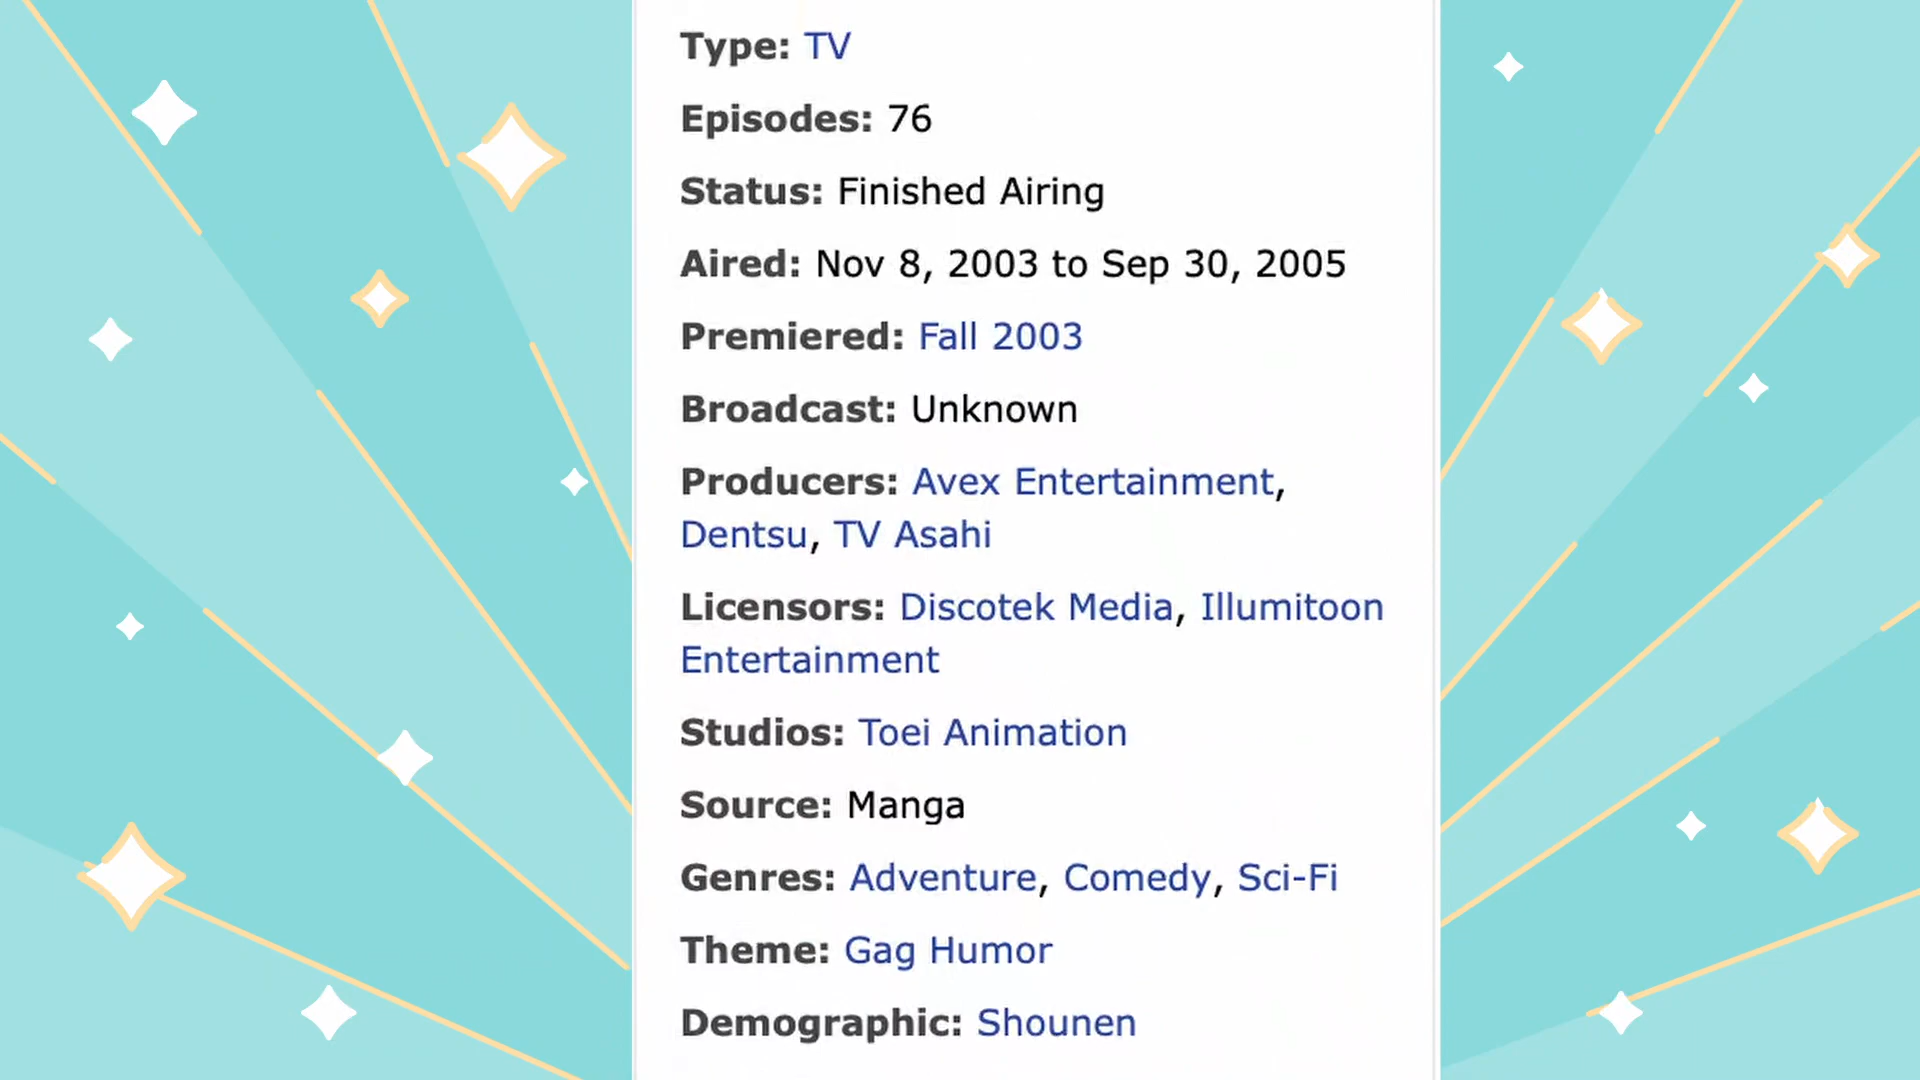 Type: TV
Episodes: 76
Status: Finished Airing
Aired: Nov 8, 2003 to Sep 30, 2005
Premiered: Fall 2003
Broadcast: Unknown
Producers: Avex Entertainment,
Dentsu, TV Asahi
Licensors: Discotek Media, Illumitoon
Entertainment
Studios: Toei Animation
Source: Manga
Genres: Adventure, Comedy, Sci-Fi
Theme: Gag Humor
Demographic: Shounen